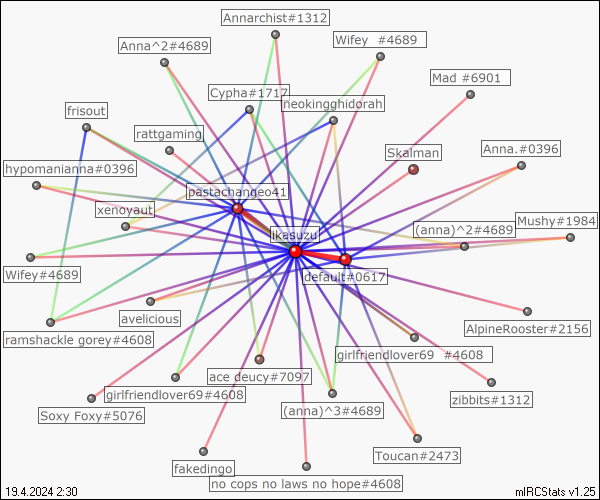 Annarchist#1312
Wifey  #4689
Anna^2#4689
Mad #6901
Cypha#1717
neokingghidorah
frisout
rattgaming
Skalman
Anna.#0396
hypomanianna#0396
pastachangeo41
xenoyaut
Mushy#1984
(anna)^2#4689
ikasuzu
Wifey#4689
default#0617
avelicious
AlpineRooster#2156
ramshackle gorey#4608
girlfriendlover69  #4608
ace deucy#7097
girlfriendlover69#4608
zibbits#1312
(anna)^3#4689
Soxy Foxy#5076
Toucan#2473
fakedingo
no cops no laws no hope#4608
19.4.2024 2:30
mIRCStats v1.25